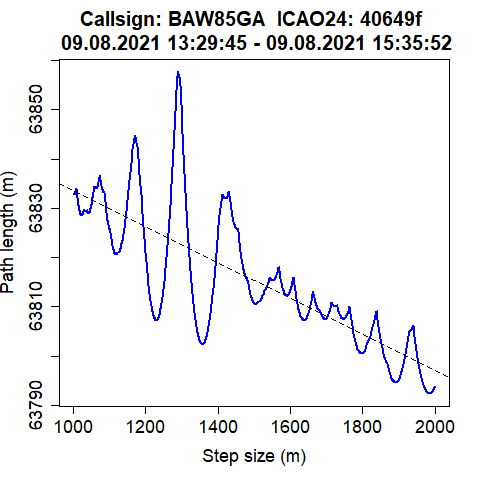 Callsign: BAW85GA  ICAO24: 40649f
09.08.2021 13:29:45 - 09.08.2021 15:35:52
Path length (m)
63850
63830
63810
63790
1000
1200
1400
1600
1800
2000
Step size (m)